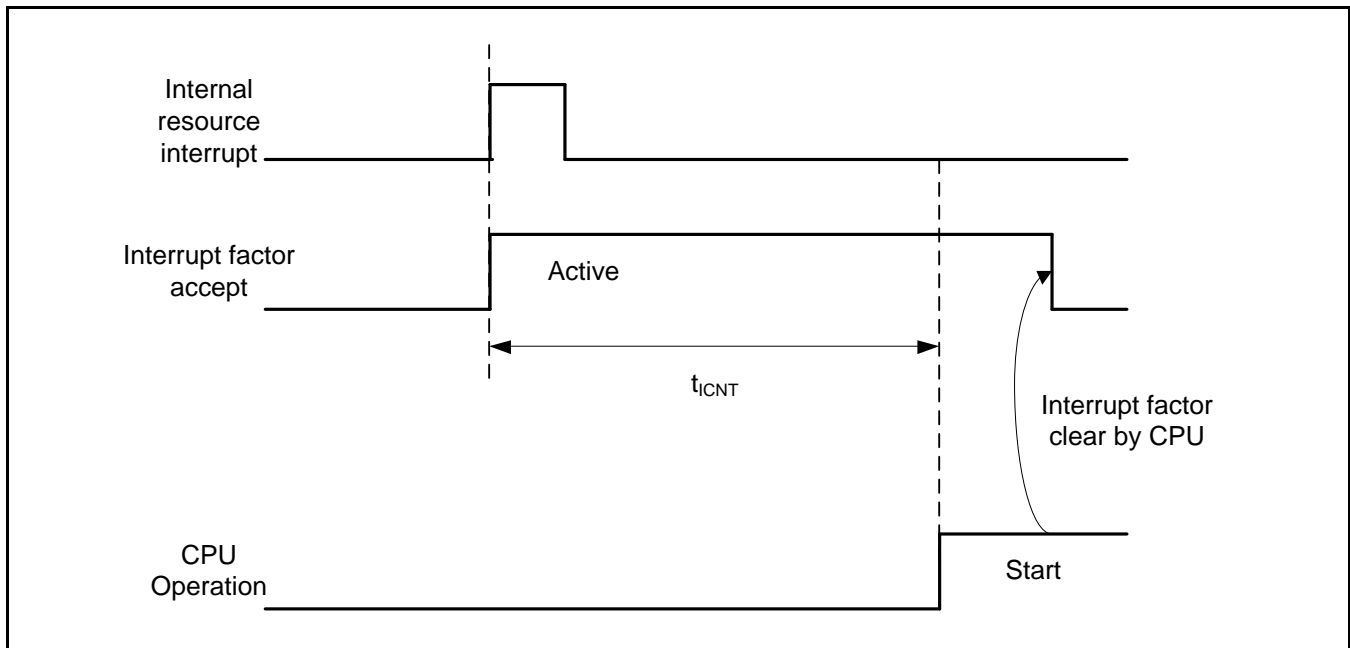 Internal
resource
interrupt
Interrupt factor
accept
Active
tICNT
Interrupt factor
clear by CPU
CPU
Operation
Start